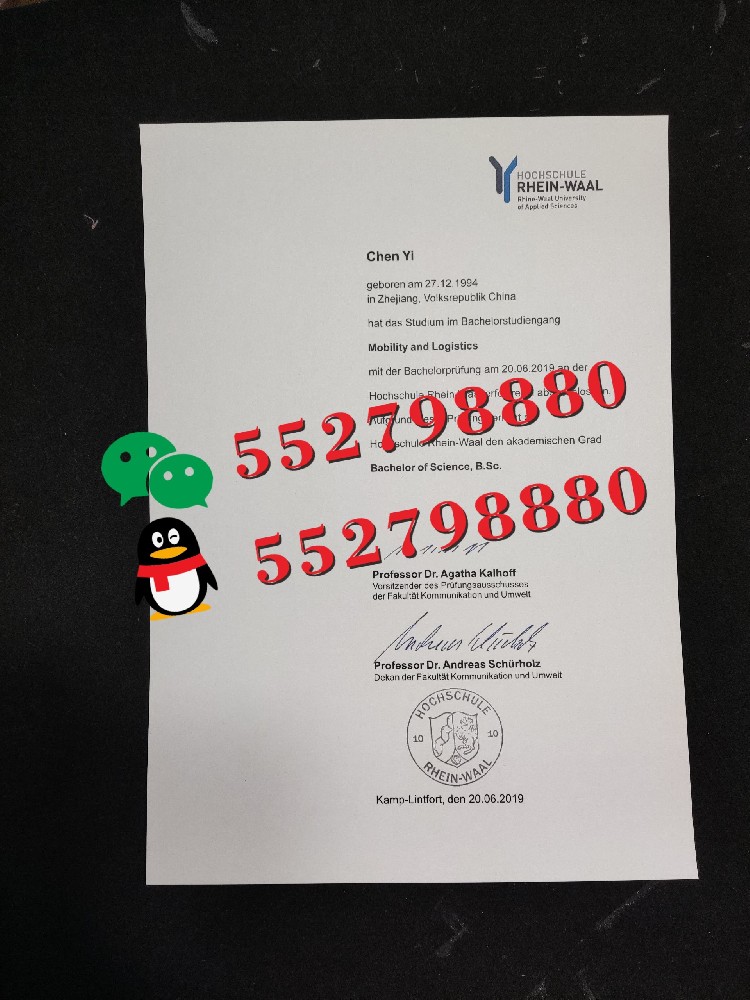 HOCHSCHULE
RHEIN-WAAL
Rhine-Waal University
of Applied Sciences
Chen Yi
geboren am 27.12.1994
in Zhejiang, Volksrepublik China
hat das Studium im Bachelorstudiengang
Mobility and Logistics
mit der Bachelorprüfung am 20.06.2019 an der
Hochschule Rhein
552798880
Hochschule Rhein-Waal den akademischen Grad
Bachelor of Science, B.Sc.
552798880
Professor Dr. Agatha Kalhoff
Vorsitzender des Prüfungsausschusses
der Fakultät Kommunikation und Umwelt
Andreas Schürholz
Professor Dr. Andreas Schürholz
Dekan der Fakultät Kommunikation und Umwelt
HOCHSCHULE
10 10
RHEIN-WAAL
Kamp-Lintfort, den 20.06.2019